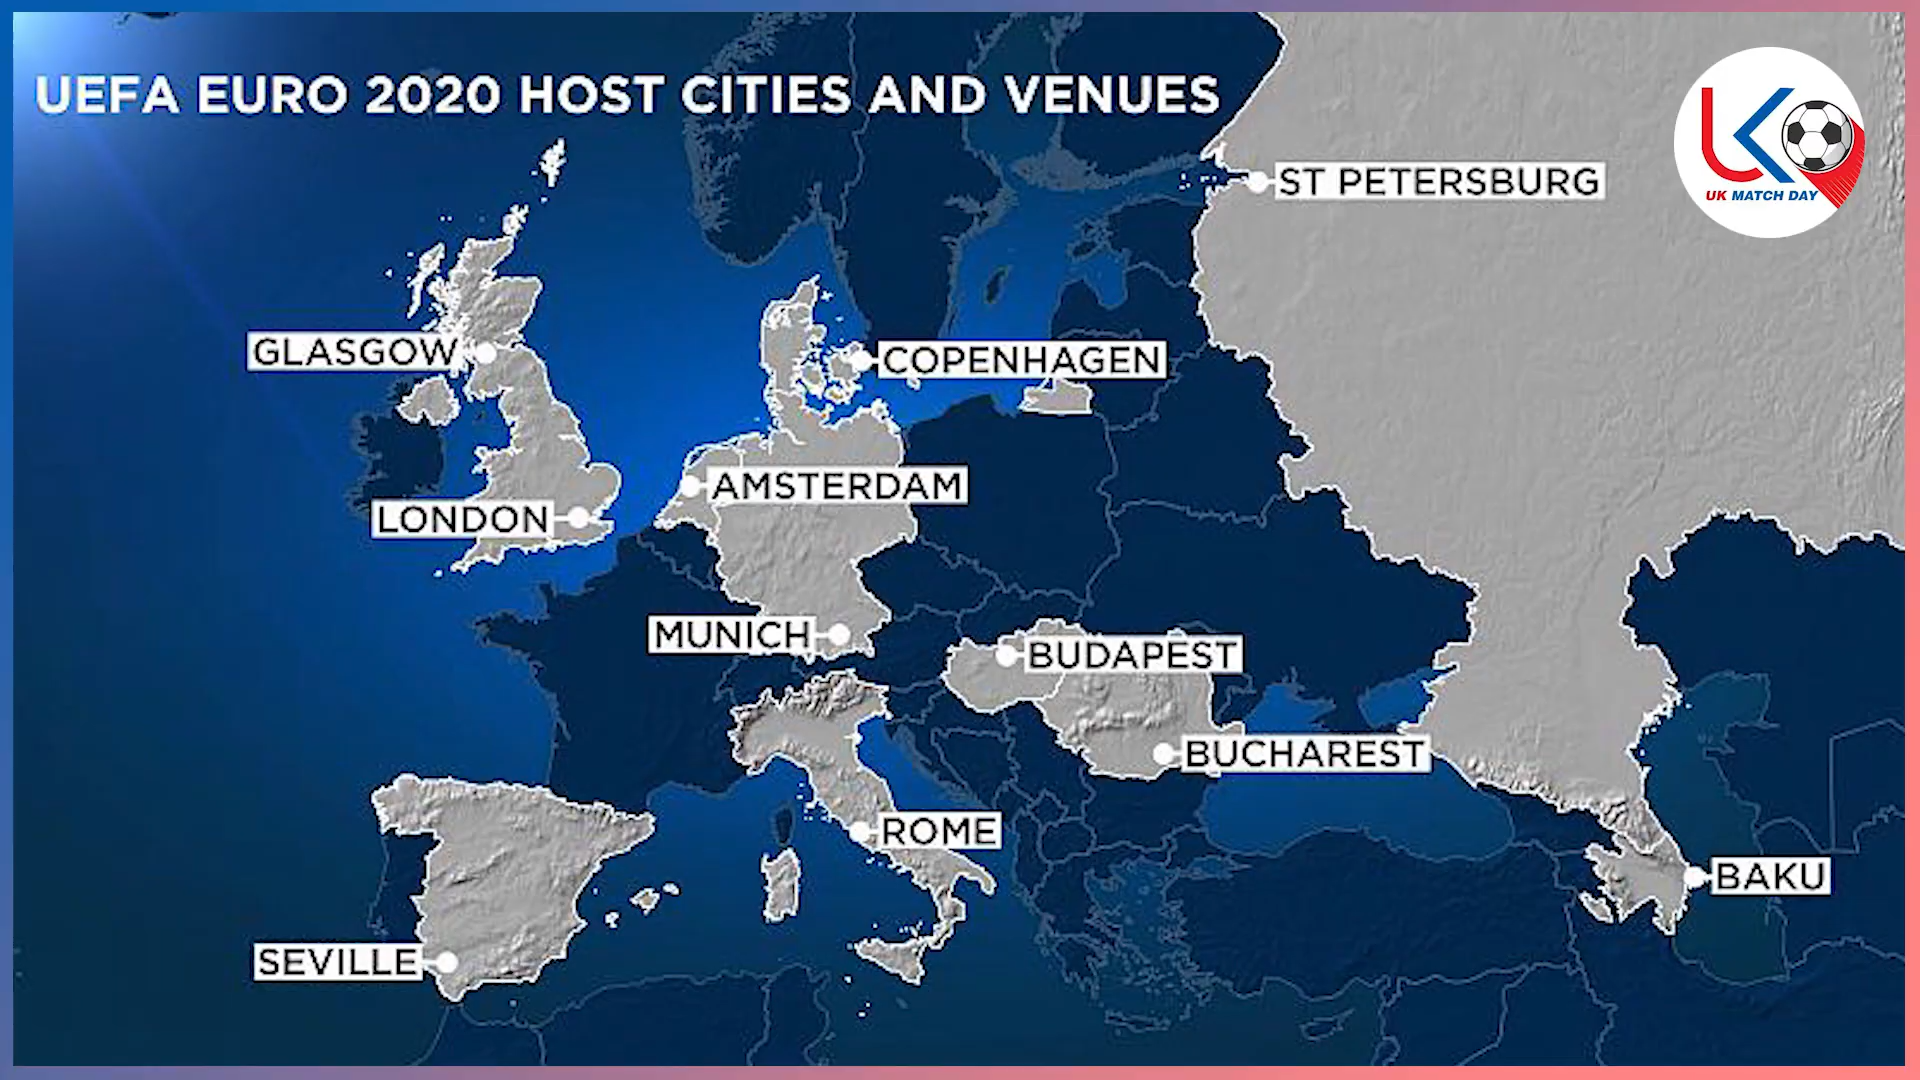 UEFA EURO 2020 HOST CITIES AND VENUES
UK
UK MATCH DAY
ST PETERSBURG
GLASGOW
COPENHAGEN
AMSTERDAM
LONDON
MUNICH
BUDAPEST
BUCHAREST
ROME
BAKU
SEVILLE